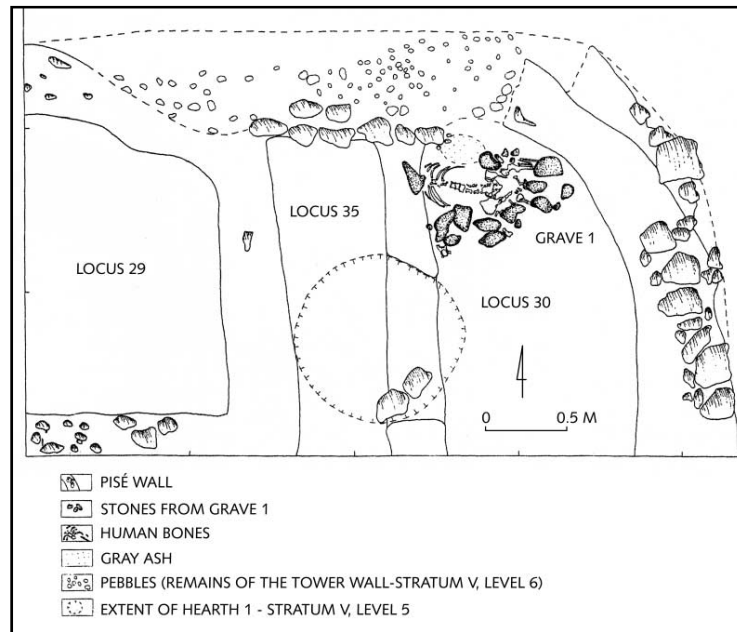 LOCUS 35
GRAVE 1
LOCUS 29
LOCUS 30
0 0.5 M
PISÉ WALL
STONES FROM GRAVE 1
HUMAN BONES
GRAY ASH
PEBBLES (REMAINS OF THE TOWER WALL-STRATUM V, LEVEL 6)
EXTENT OF HEARTH 1 - STRATUM V, LEVEL 5